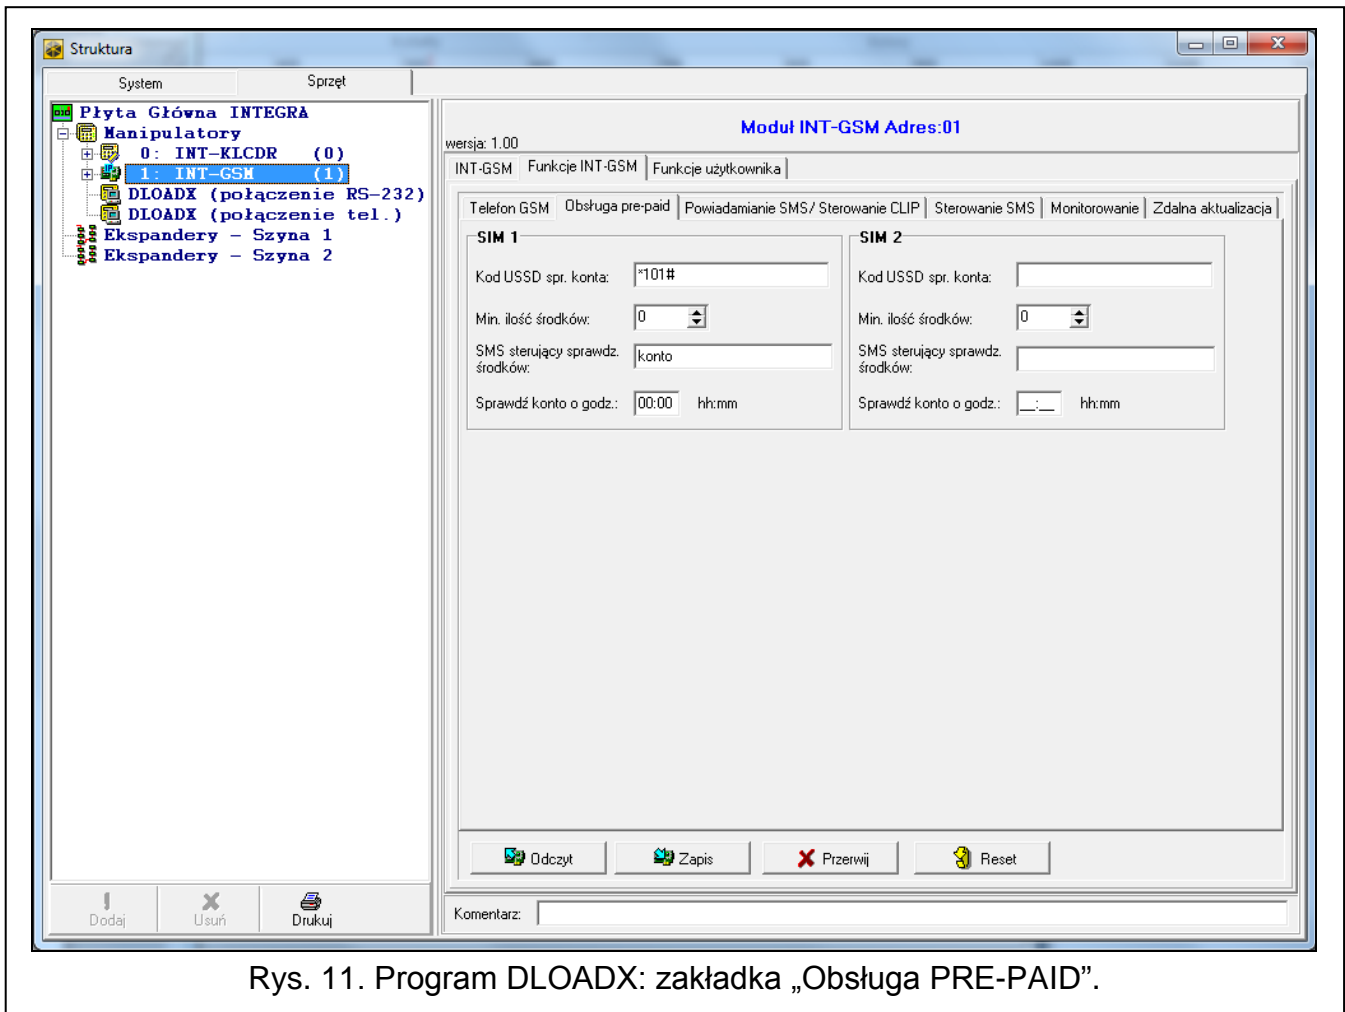 Struktura
System Sprzęt
Płyta Główna INTEGRA
Manipulatory
0: INT-KLCDR (0)
1: INT-GSM (1)
DLOADX (połączenie RS-232)
DLOADX (połączenie tel.)
Ekspandery - Szyna 1
Ekspandery - Szyna 2
Dodaj Usuń Drukuj
Moduł INT-GSM Adres:01
wersja: 1.00
INT-GSM Funkcje INT-GSM Funkcje użytkownika
Telefon GSM Obsługa pre-paid Powiadamianie SMS/ Sterowanie CLIP Sterowanie SMS Monitorowanie Zdalna aktualizacja
SIM 1
Kod USSD spr. konta: *101#
Min. ilość środków: 0
SMS sterujący sprawdz. środków: konto
Sprawdź konto o godz.: 00:00 hh:mm
SIM 2
Kod USSD spr. konta:
Min. ilość środków: 0
SMS sterujący sprawdz. środków:
Sprawdź konto o godz.: __:__ hh:mm
Odczyt Zapis Przerwij Reset
Komentarz:
Rys. 11. Program DLOADX: zakładka „Obsługa PRE-PAID”.